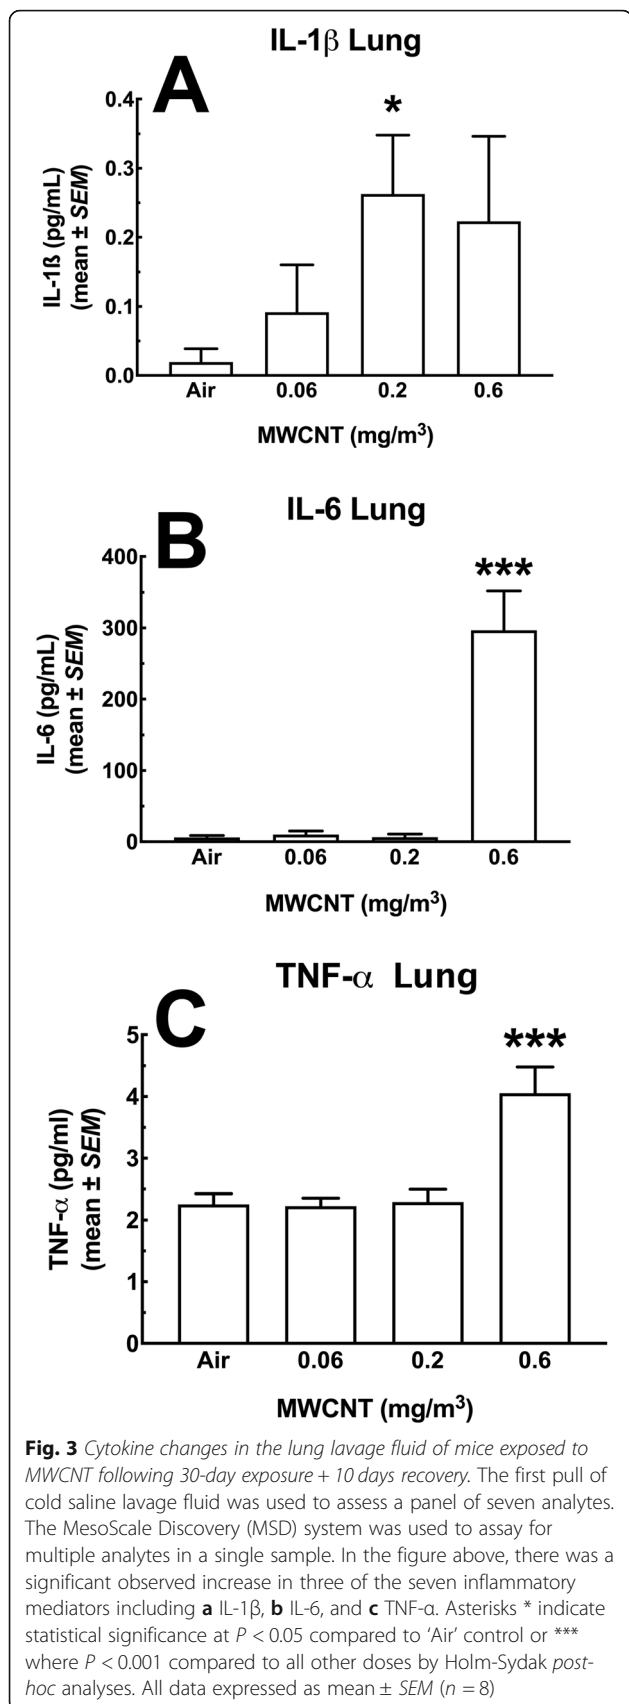 IL-1β Lung
A
*
0.4
0.3
0.2
0.1
0.0
IL-1ß (pg/mL)
(mean ± SEM)
Air 0.06 0.2 0.6
MWCNT (mg/m³)
IL-6 Lung
B
***
400
300
200
100
0
IL-6 (pg/mL)
(mean ± SEM)
Air 0.06 0.2 0.6
MWCNT (mg/m³)
TNF-α Lung
C
***
5
4
3
2
1
0
TNF-α (pg/ml)
(mean ± SEM)
Air 0.06 0.2 0.6
MWCNT (mg/m³)
Fig. 3 Cytokine changes in the lung lavage fluid of mice exposed to
MWCNT following 30-day exposure + 10 days recovery. The first pull of
cold saline lavage fluid was used to assess a panel of seven analytes.
The MesoScale Discovery (MSD) system was used to assay for
multiple analytes in a single sample. In the figure above, there was a
significant observed increase in three of the seven inflammatory
mediators including a IL-1β, b IL-6, and c TNF-α. Asterisks * indicate
statistical significance at P < 0.05 compared to ‘Air’ control or ***
where P < 0.001 compared to all other doses by Holm-Sydak post-
hoc analyses. All data expressed as mean ± SEM (n = 8)